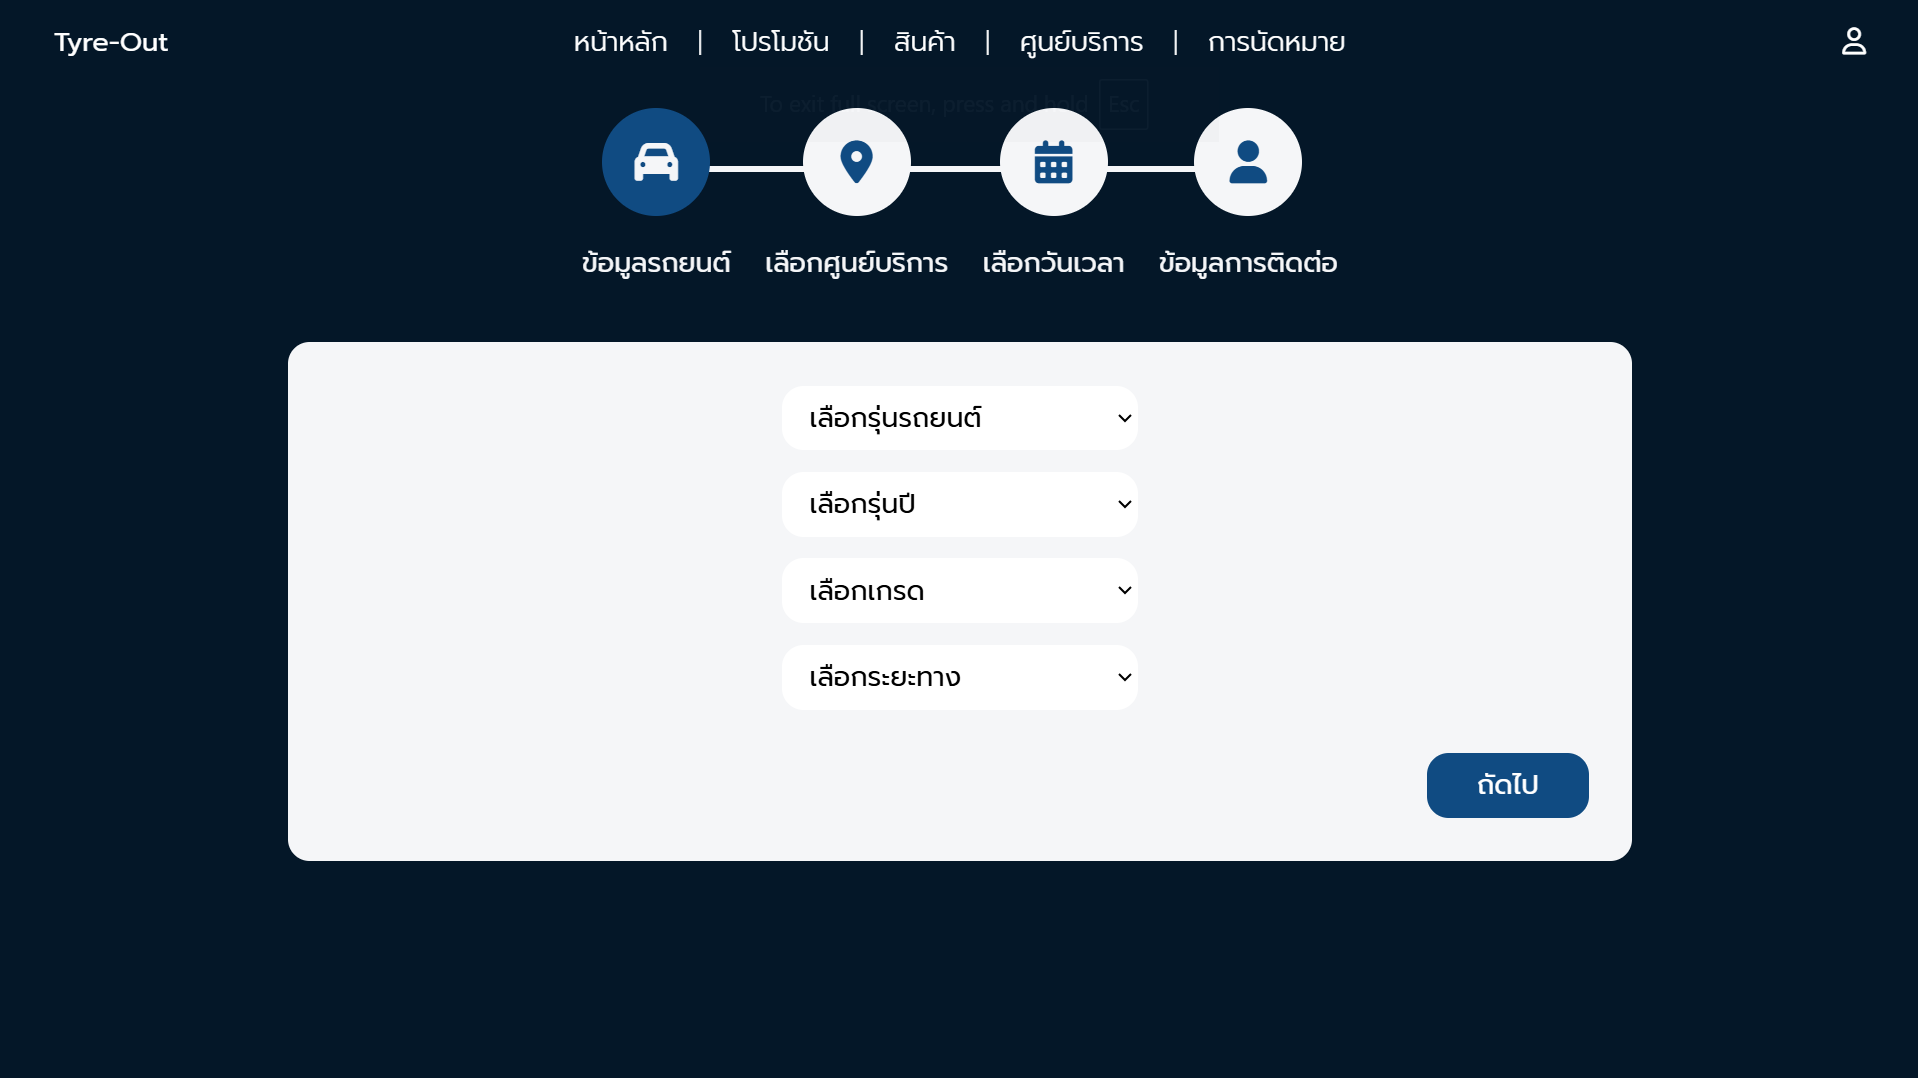 Tyre-Out
หน้าหลัก | โปรโมชัน | สินค้า | ศูนย์บริการ | การนัดหมาย
To exit full screen, press and hold Esc
ข้อมูลรถยนต์ เลือกศูนย์บริการ เลือกวันเวลา ข้อมูลการติดต่อ
เลือกรุ่นรถยนต์
เลือกรุ่นปี
เลือกเกรด
เลือกระยะทาง
ถัดไป